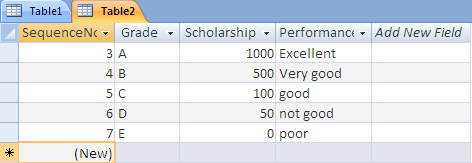 Table1 Table2
SequenceNo Grade Scholarship Performance Add New Field
3 A 1000 Excellent
4 B 500 Very good
5 C 100 good
6 D 50 not good
7 E 0 poor
(New)